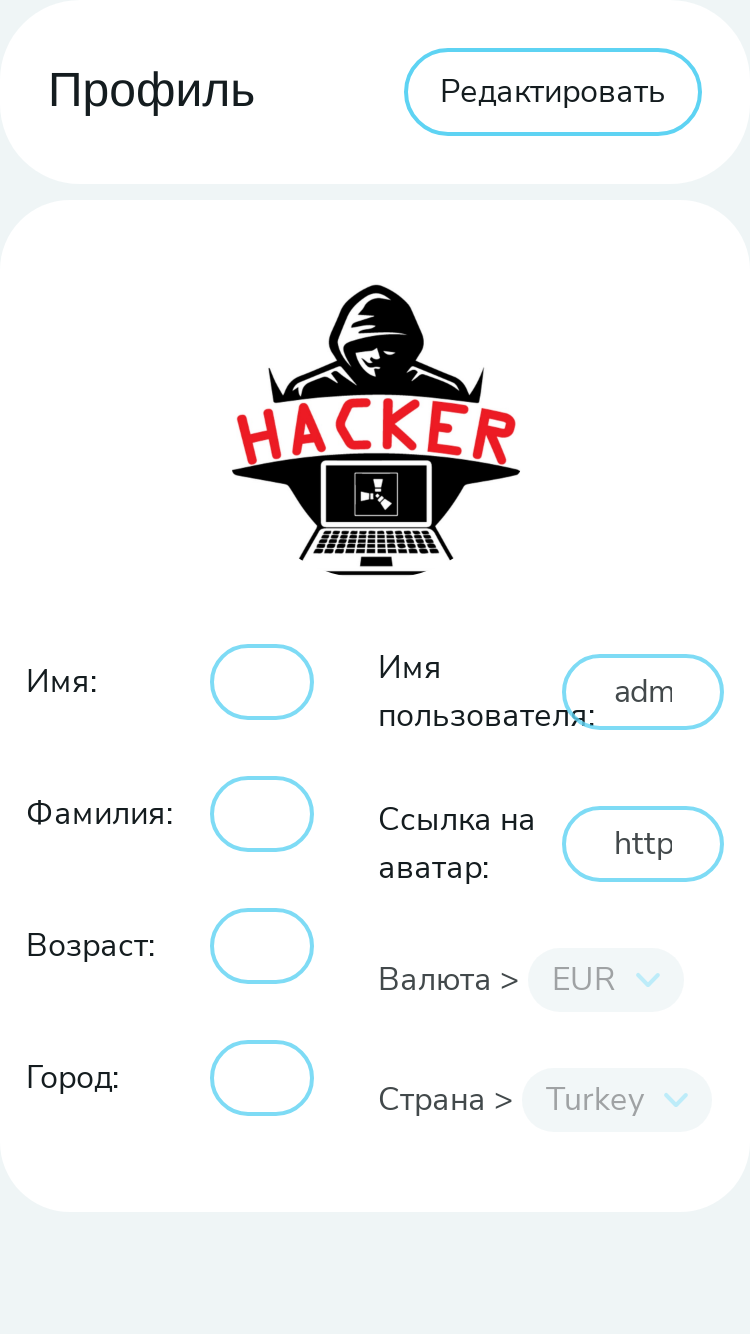 Профиль
Редактировать
HACKER
Имя:
Фамилия:
Возраст:
Город:
Имя
пользователя:
adm
Ссылка на
аватар:
http
Валюта > EUR
Страна > Turkey